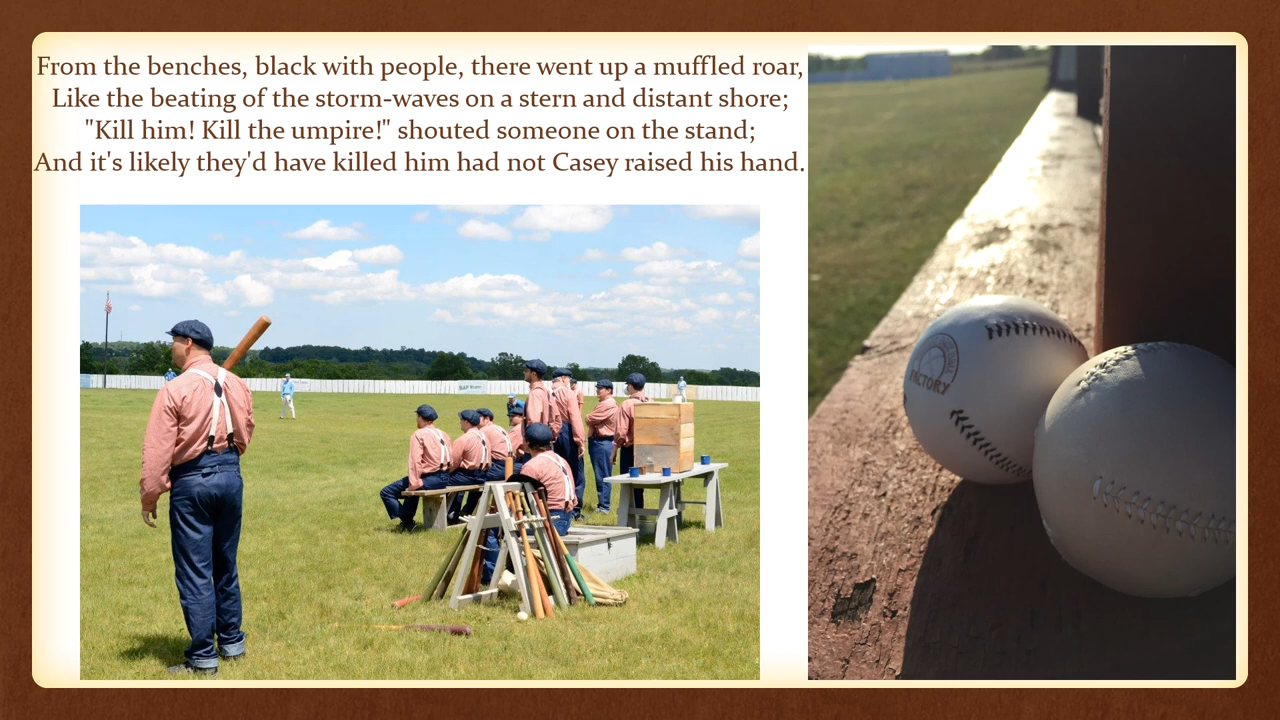 From the benches, black with people, there went up a muffled roar,
Like the beating of the storm-waves on a stern and distant shore;
"Kill him! Kill the umpire!" shouted someone on the stand;
And it's likely they'd have killed him had not Casey raised his hand.
FACTORY